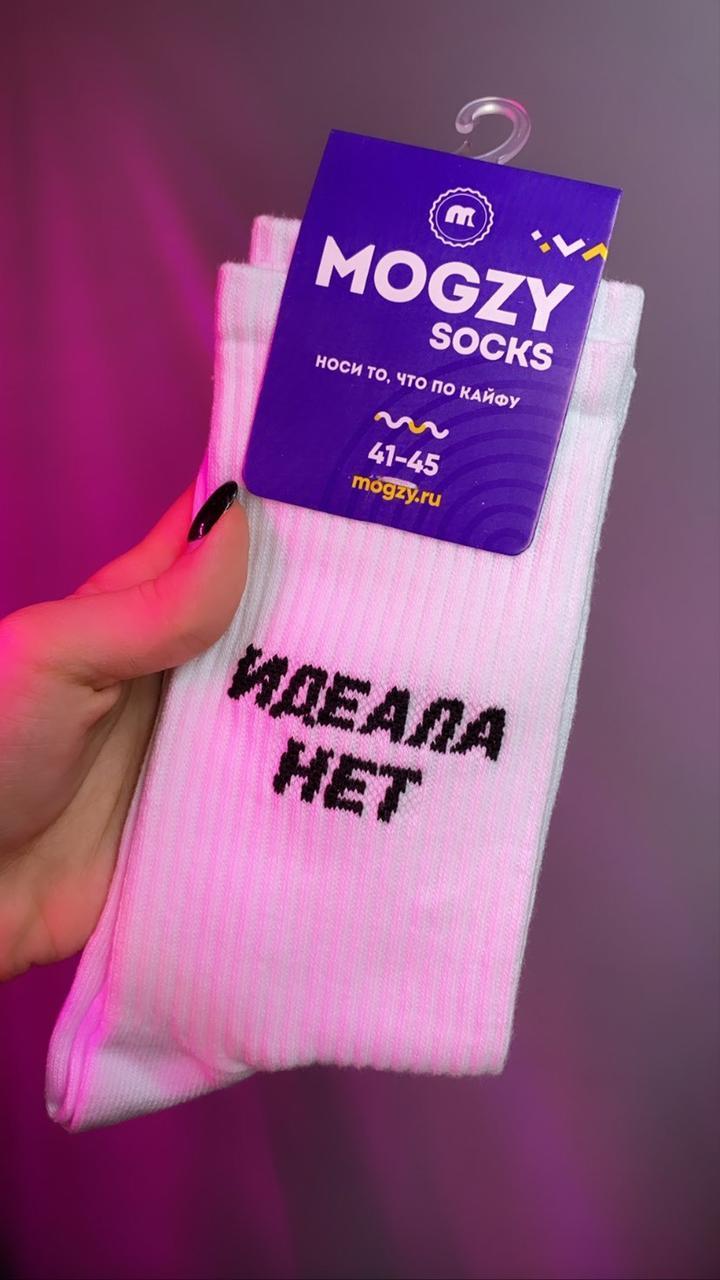 m
MOGZY
SOCKS
НОСИ ТО, ЧТО ПО КАЙФУ
41-45
mogzy.ru
ИДЕАЛА
НЕТ